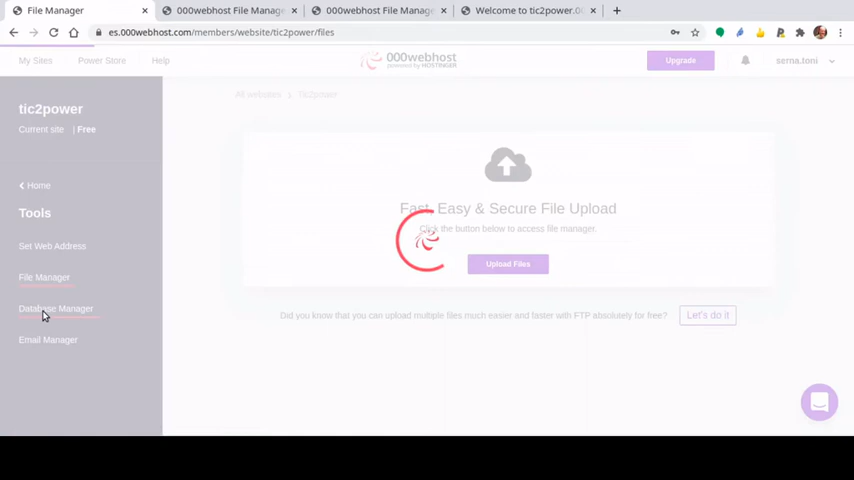 File Manager
000webhost File Manage
000webhost File Manage
Welcome to tic2power.00
es.000webhost.com/members/website/tic2power/files
My Sites
Power Store
Help
000webhost
powered by HOSTINGER
Upgrade
serna.toni
tic2power
Current site | Free
All websites > Tic2power
Home
Tools
Set Web Address
File Manager
Database Manager
Email Manager
Fast, Easy & Secure File Upload
Click the button below to access file manager.
Upload Files
Did you know that you can upload multiple files much easier and faster with FTP absolutely for free?
Let's do it